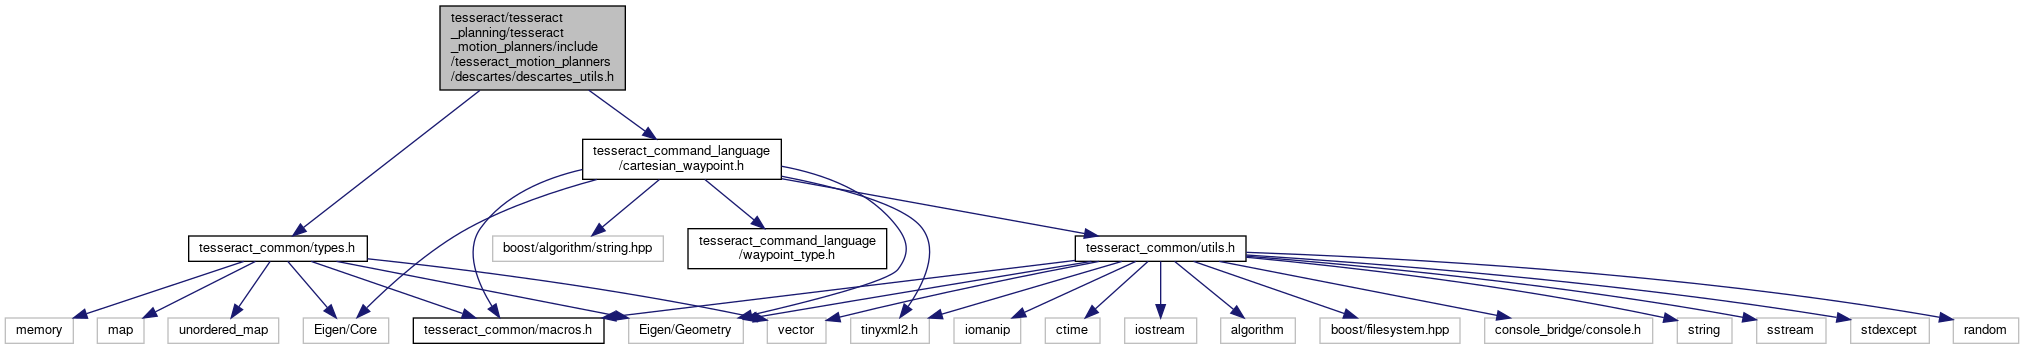 tesseract/tesseract
_planning/tesseract
_motion_planners/include
/tesseract_motion_planners
/descartes/descartes_utils.h
tesseract_command_language
/cartesian_waypoint.h
tesseract_common/types.h
boost/algorithm/string.hpp
tesseract_command_language
/waypoint_type.h
tesseract_common/utils.h
memory
map
unordered_map
Eigen/Core
tesseract_common/macros.h
Eigen/Geometry
vector
tinyxml2.h
iomanip
ctime
iostream
algorithm
boost/filesystem.hpp
console_bridge/console.h
string
sstream
stdexcept
random